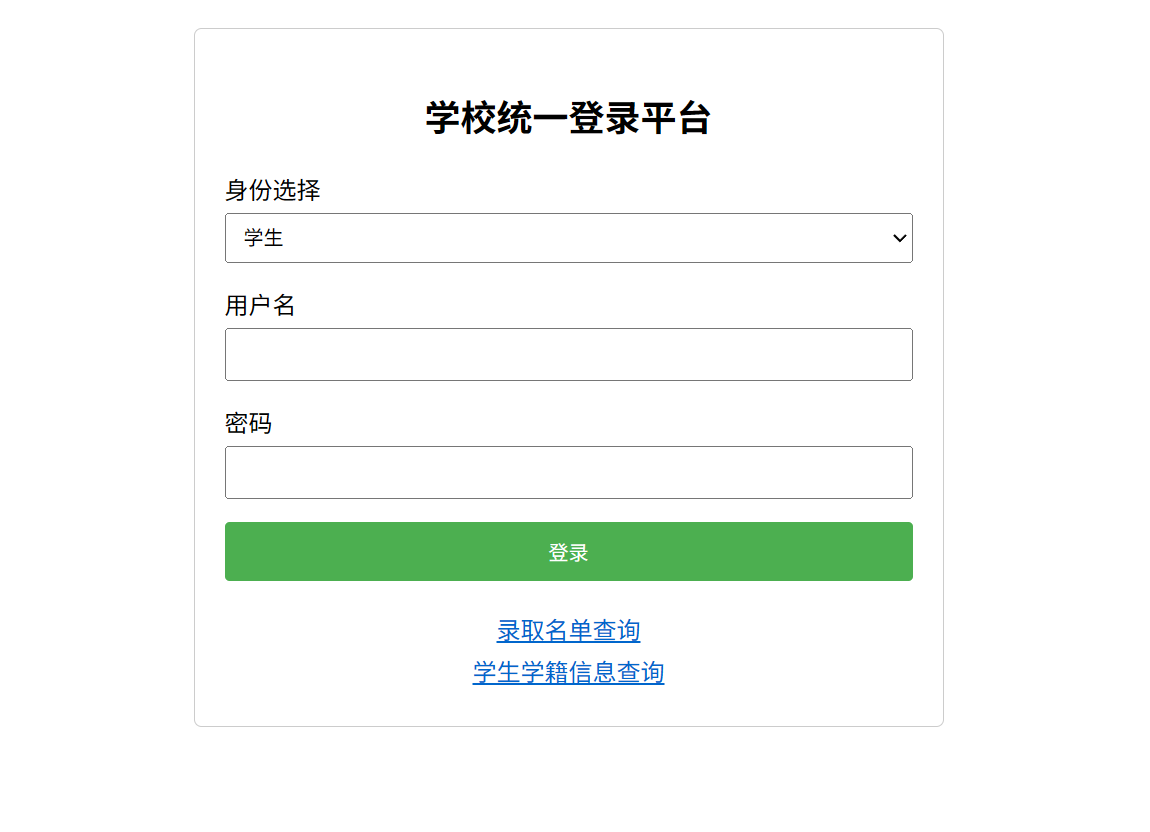 学校统一登录平台
身份选择
学生
用户名
密码
登录
录取名单查询
学生学籍信息查询